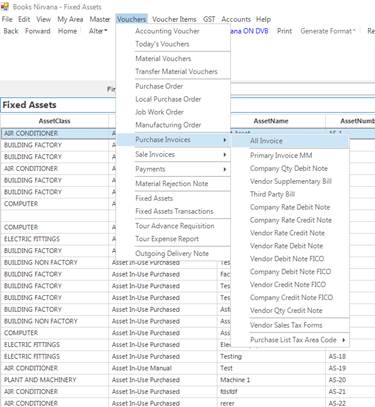 Books Nirvana - Fixed Assets
File Edit View My Area Master Vouchers Voucher Items GST Accounts Help
Back Forward Home Alter Print Generate Format Re
ana ON DVB
Accounting Voucher
Today's Vouchers
Material Vouchers
Transfer Material Vouchers
Purchase Order
Local Purchase Order
Job Work Order
Manufacturing Order
Purchase Invoices
Sale Invoices
Payments
Material Rejection Note
Fixed Assets
Fixed Assets Transactions
Tour Advance Requisition
Tour Expense Report
Outgoing Delivery Note
All Invoice
Primary Invoice MM
Company Qty Debit Note
Vendor Supplementary Bill
Third Party Bill
Company Rate Debit Note
Company Rate Credit Note
Vendor Rate Credit Note
Vendor Rate Debit Note
Vendor Debit Note FICO
Company Debit Note FICO
Vendor Credit Note FICO
Company Credit Note FICO
Vendor Qty Credit Note
Vendor Sales Tax Forms
Purchase List Tax Area Code
Fixed Assets
AssetClass AssetName AssetNumb
AIR CONDITIONER
BUILDING FACTORY
BUILDING FACTORY
AIR CONDITIONER
BUILDING FACTORY
BUILDING FACTORY
COMPUTER
COMPUTER
ELECTRIC FITTINGS
BUILDING FACTORY
BUILDING NON FACTORY Asset In-Use Purchased
BUILDING FACTORY Asset In-Use Purchased Fac
BUILDING FACTORY Asset In-Use Purchased
BUILDING FACTORY Asset In-Use Purchased
BUILDING NON FACTORY Asset In-Use Purchased
COMPUTER Asset In-Use Purchased
ELECTRIC FITTINGS Asset In-Use Purchased
ELECTRIC FITTINGS Asset In-Use Purchased Testing AS-18
AIR CONDITIONER Asset In-Use Manual Test AS-19
PLANT AND MACHINERY Asset In-Use Purchased Machine 1 AS-20
AIR CONDITIONER Asset In-Use Purchased fdsfdf AS-21
AIR CONDITIONER Asset In-Use Purchased rerer AS-22